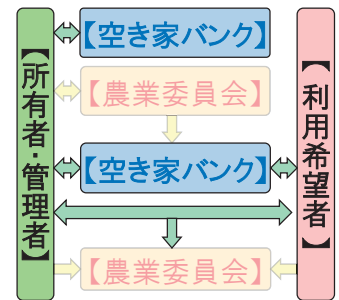 【所有者・管理者】
【空き家バンク】
【農業委員会】
【空き家バンク】
【農業委員会】
【利用希望者】